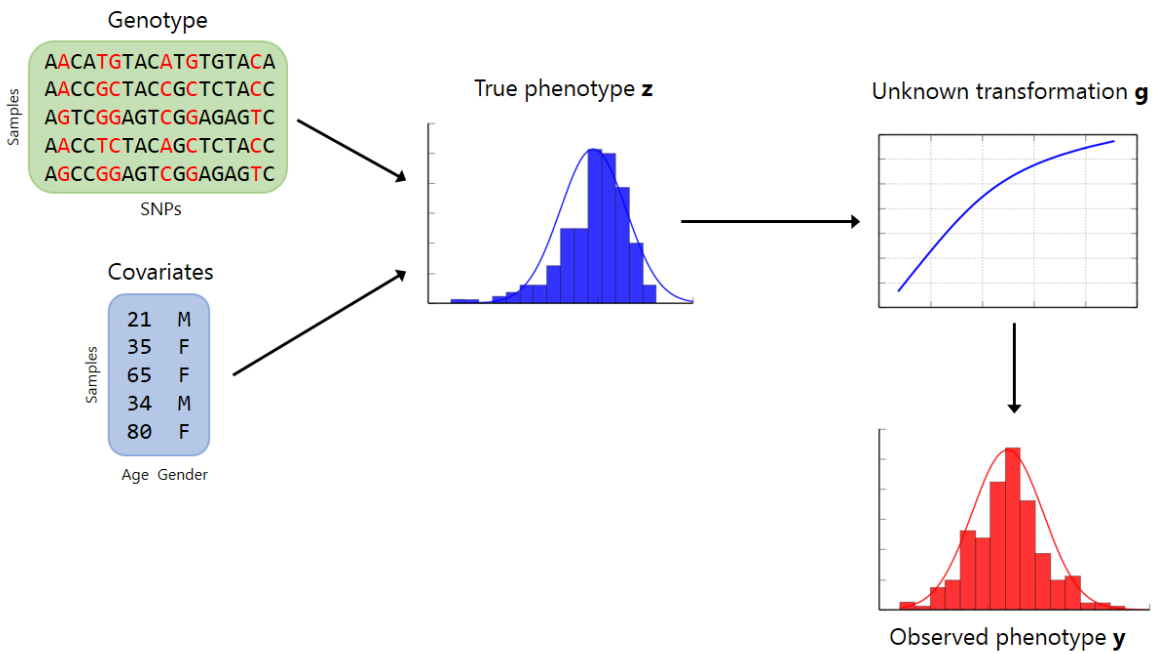 Genotype
Samples
AACATGTACATGTGTACA
AACCGCTACCGCTCTACC
AGTCGGAGTCGGAGAGTC
AACCTCTACAGCTCTACC
AGCCGGAGTCGGAGAGTC
SNPs
Covariates
Samples
21 M
35 F
65 F
34 M
80 F
Age Gender
True phenotype z
Unknown transformation g
Observed phenotype y